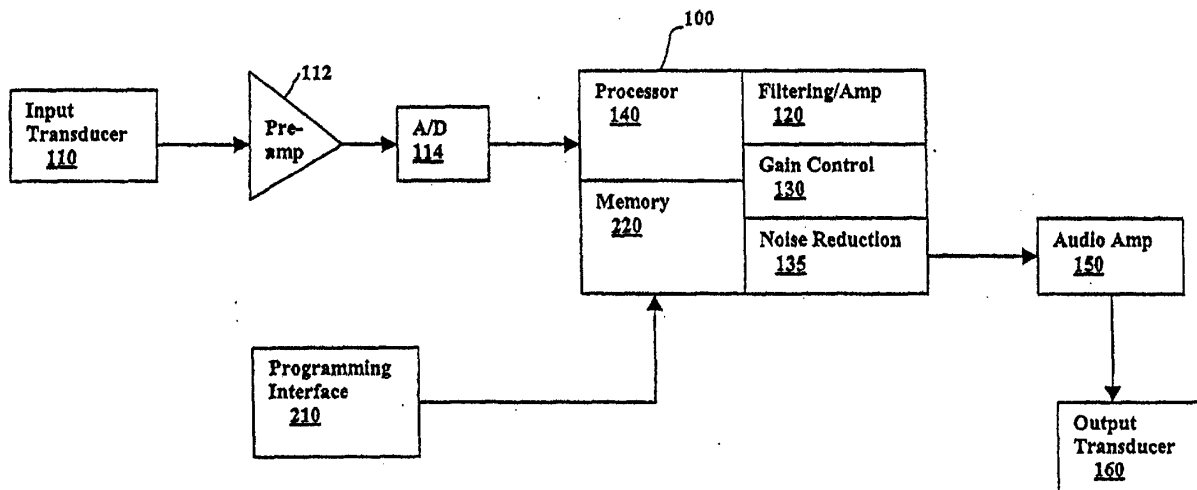 100
112
Input
Transducer
110
Pre-
amp
A/D
114
Processor
140
Filtering/Amp
120
Gain Control
130
Memory
220
Noise Reduction
135
Audio Amp
150
Programming
Interface
210
Output
Transducer
160